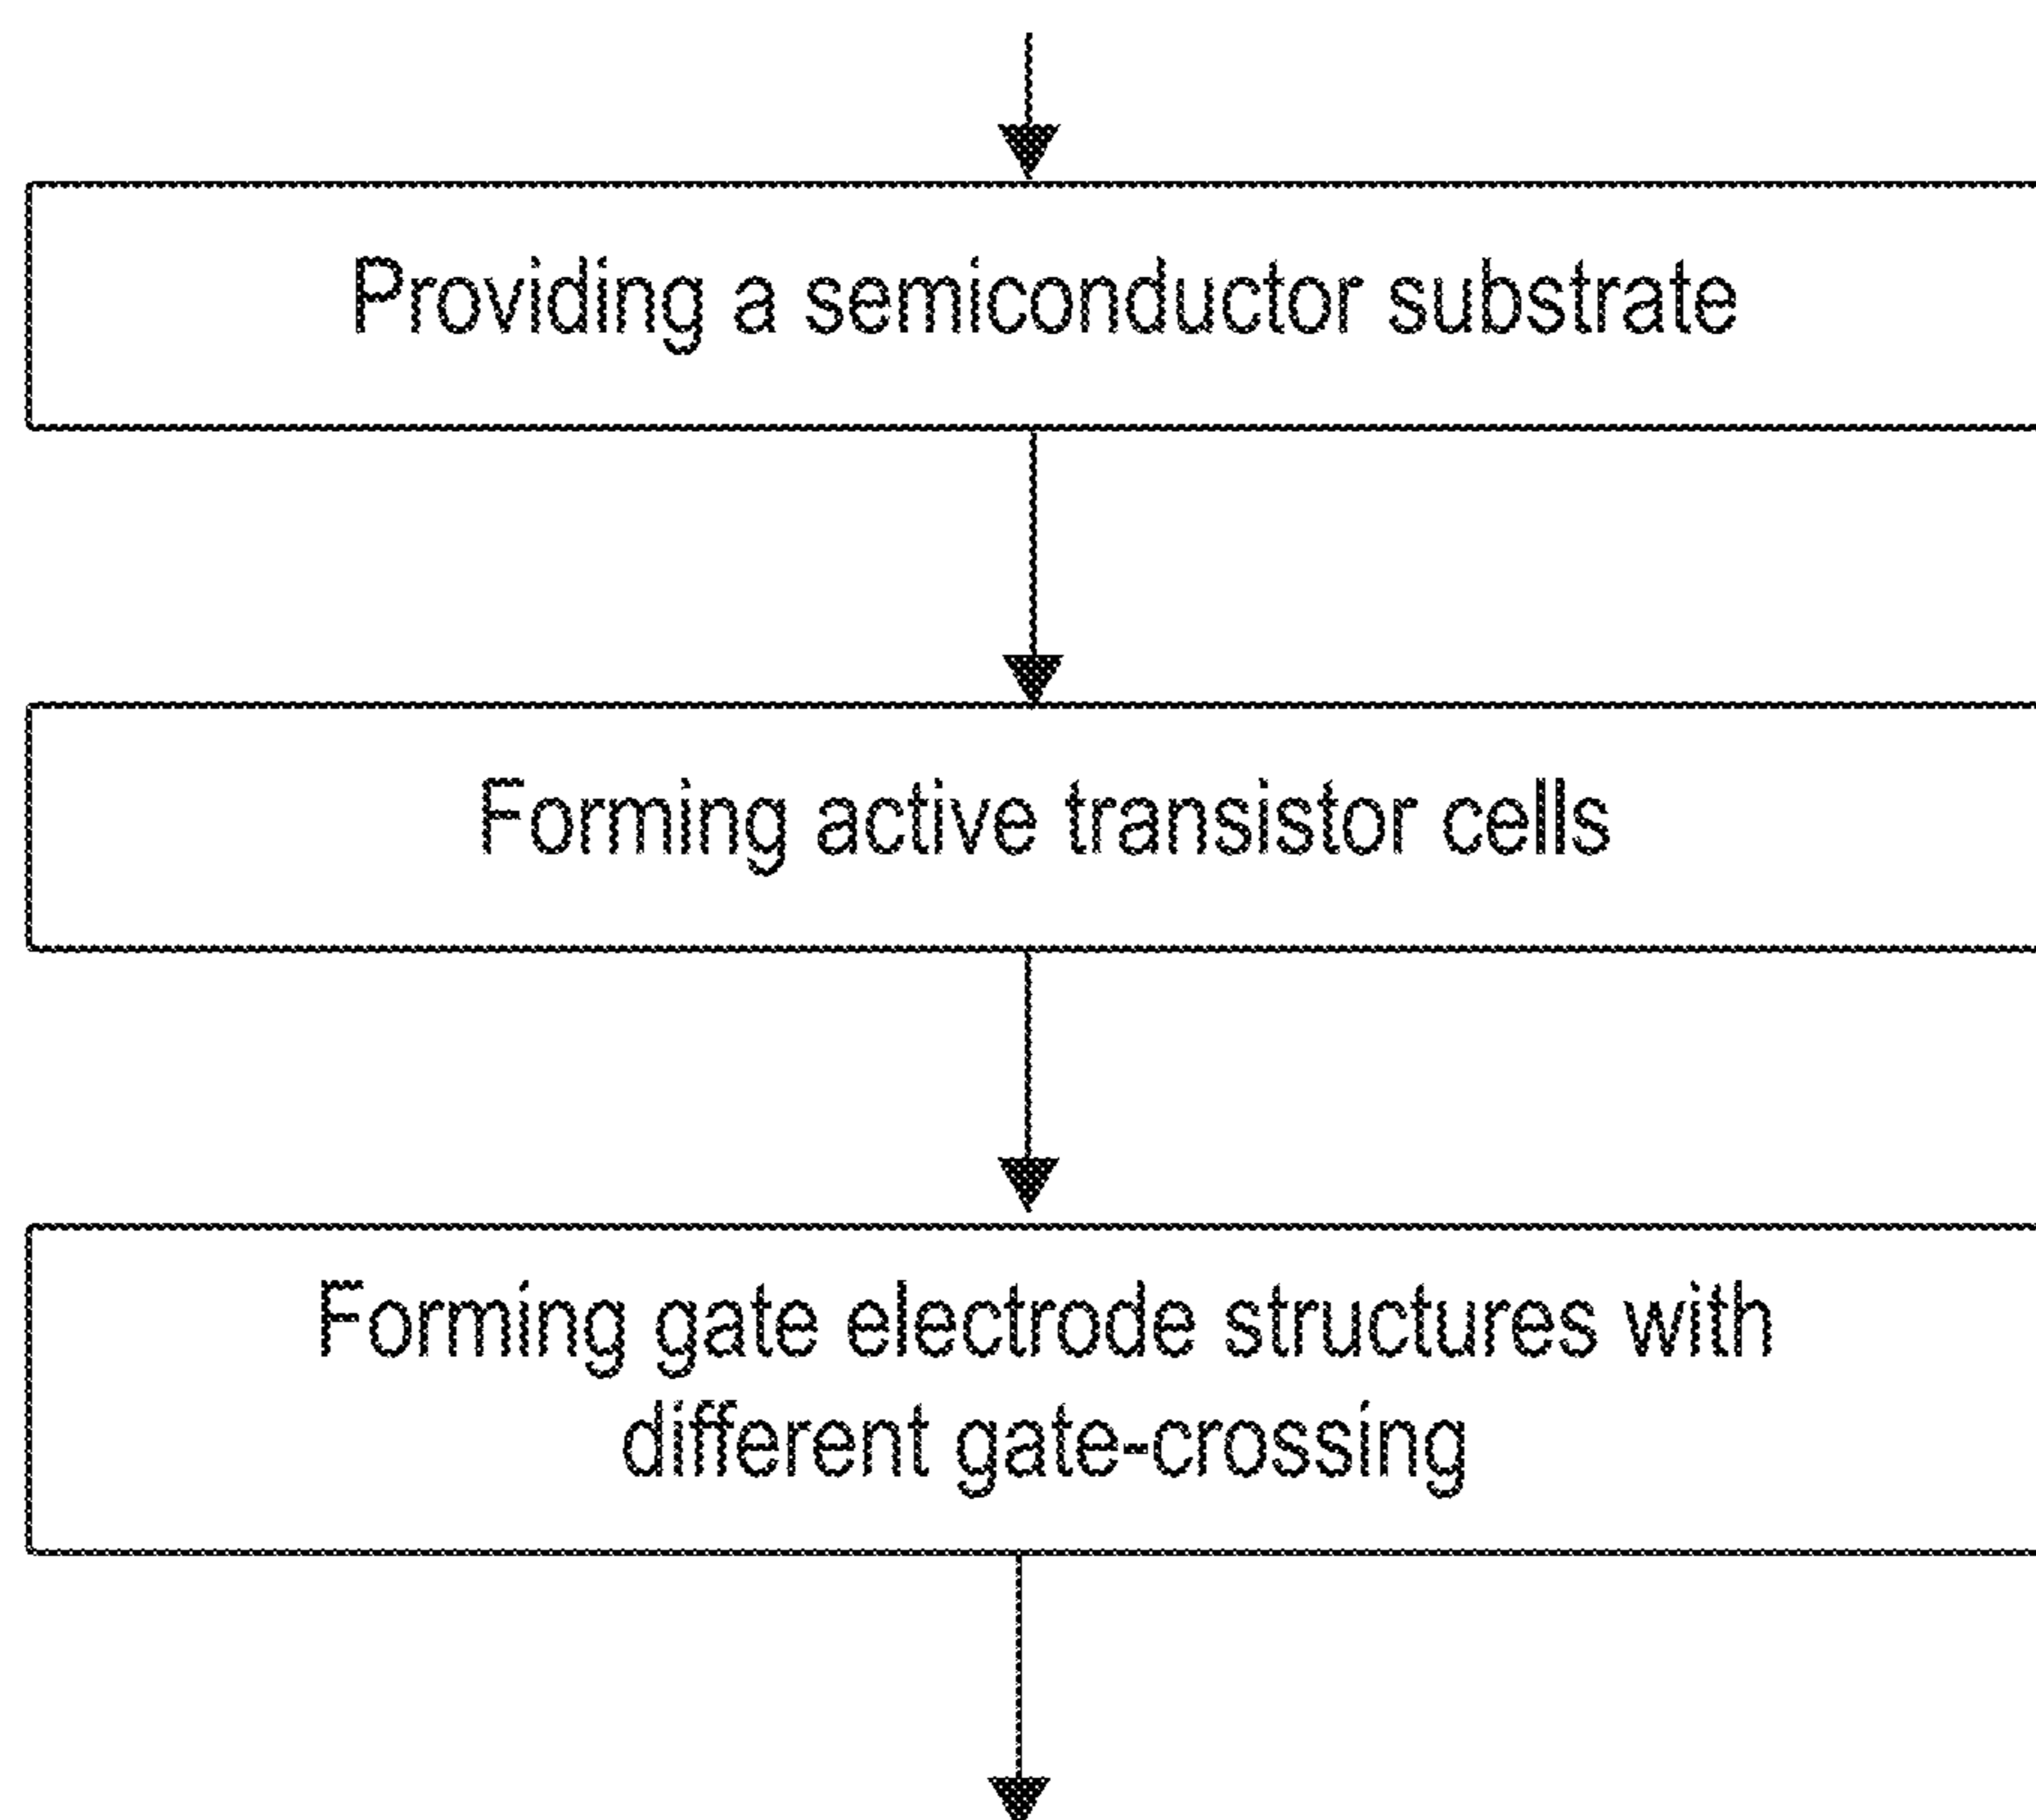 Providing a semiconductor substrate
Forming active transistor cells
Forming gate electrode structures with
different gate-crossing